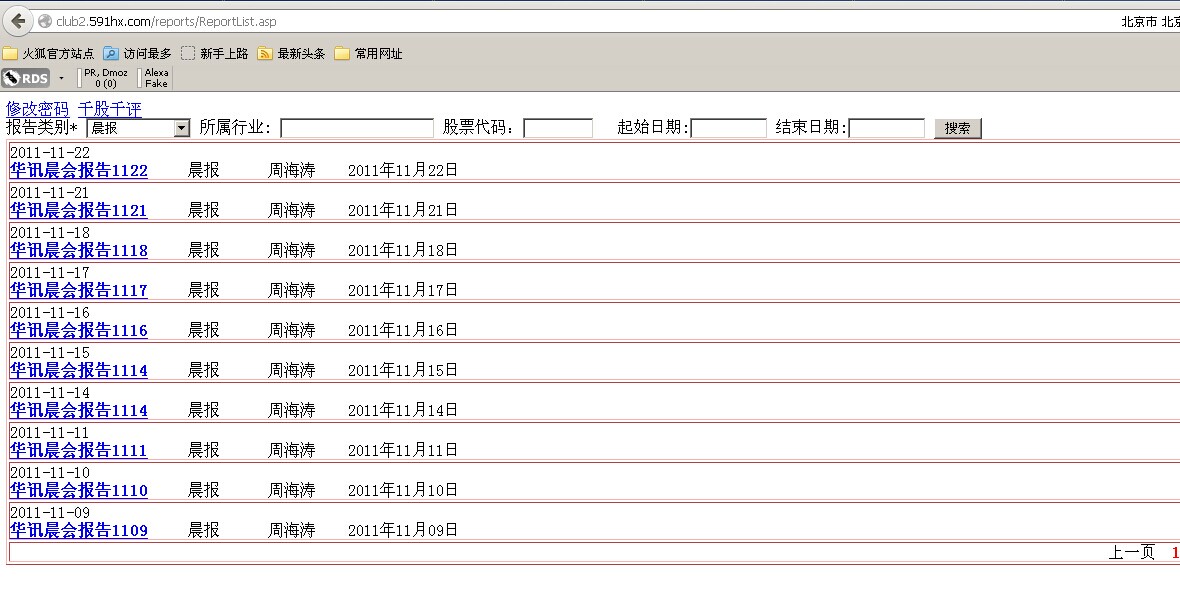 club2.591hx.com/reports/ReportList.asp
北京市 北京
火狐官方站点 访问最多 新手上路 最新头条 常用网址
RDS PR, Dmoz 0 (0) Alexa Fake
修改密码 千股千评
报告类别* 晨报 所属行业: 股票代码: 起始日期: 结束日期: 搜索
2011-11-22
华讯晨会报告1122 晨报 周海涛 2011年11月22日
2011-11-21
华讯晨会报告1121 晨报 周海涛 2011年11月21日
2011-11-18
华讯晨会报告1118 晨报 周海涛 2011年11月18日
2011-11-17
华讯晨会报告1117 晨报 周海涛 2011年11月17日
2011-11-16
华讯晨会报告1116 晨报 周海涛 2011年11月16日
2011-11-15
华讯晨会报告1114 晨报 周海涛 2011年11月15日
2011-11-14
华讯晨会报告1114 晨报 周海涛 2011年11月14日
2011-11-11
华讯晨会报告1111 晨报 周海涛 2011年11月11日
2011-11-10
华讯晨会报告1110 晨报 周海涛 2011年11月10日
2011-11-09
华讯晨会报告1109 晨报 周海涛 2011年11月09日
上一页 1